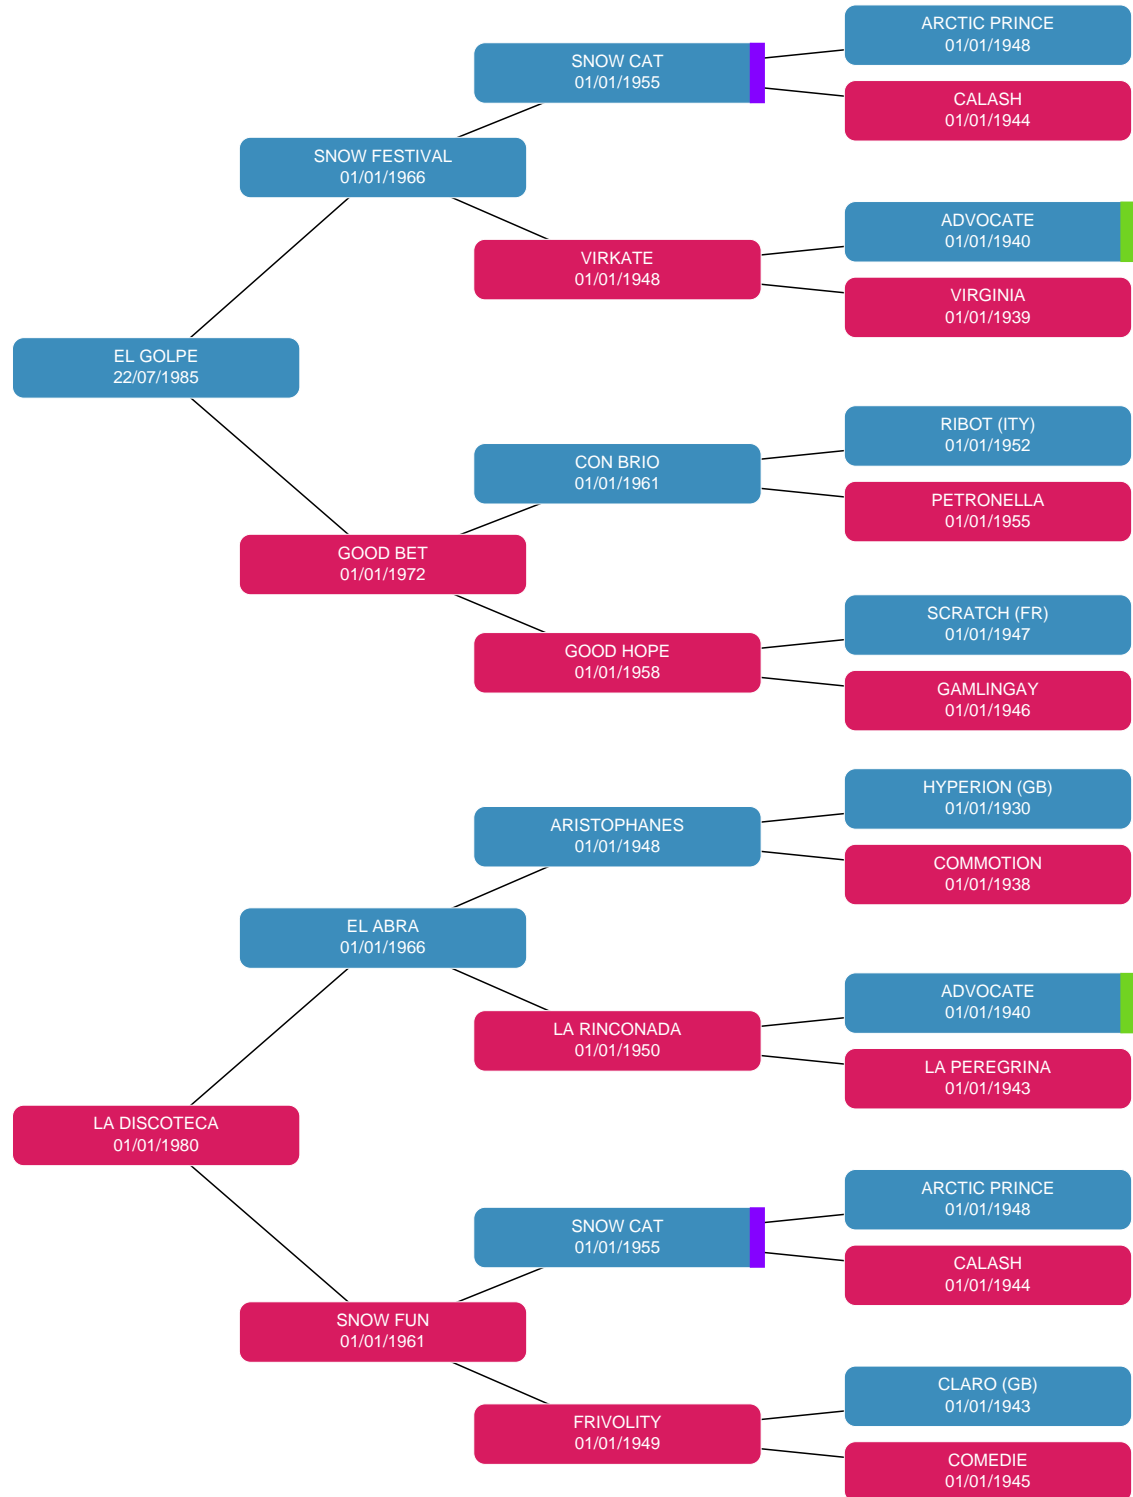 ARCTIC PRINCE
01/01/1948
SNOW CAT
01/01/1955
CALASH
01/01/1944
SNOW FESTIVAL
01/01/1966
ADVOCATE
01/01/1940
VIRKATE
01/01/1948
VIRGINIA
01/01/1939
EL GOLPE
22/07/1985
RIBOT (ITY)
01/01/1952
CON BRIO
01/01/1961
PETRONELLA
01/01/1955
GOOD BET
01/01/1972
SCRATCH (FR)
01/01/1947
GOOD HOPE
01/01/1958
GAMLINGAY
01/01/1946
HYPERION (GB)
01/01/1930
ARISTOPHANES
01/01/1948
COMMOTION
01/01/1938
EL ABRA
01/01/1966
ADVOCATE
01/01/1940
LA RINCONADA
01/01/1950
LA PEREGRINA
01/01/1943
LA DISCOTECA
01/01/1980
ARCTIC PRINCE
01/01/1948
SNOW CAT
01/01/1955
CALASH
01/01/1944
SNOW FUN
01/01/1961
CLARO (GB)
01/01/1943
FRIVOLITY
01/01/1949
COMEDIE
01/01/1945